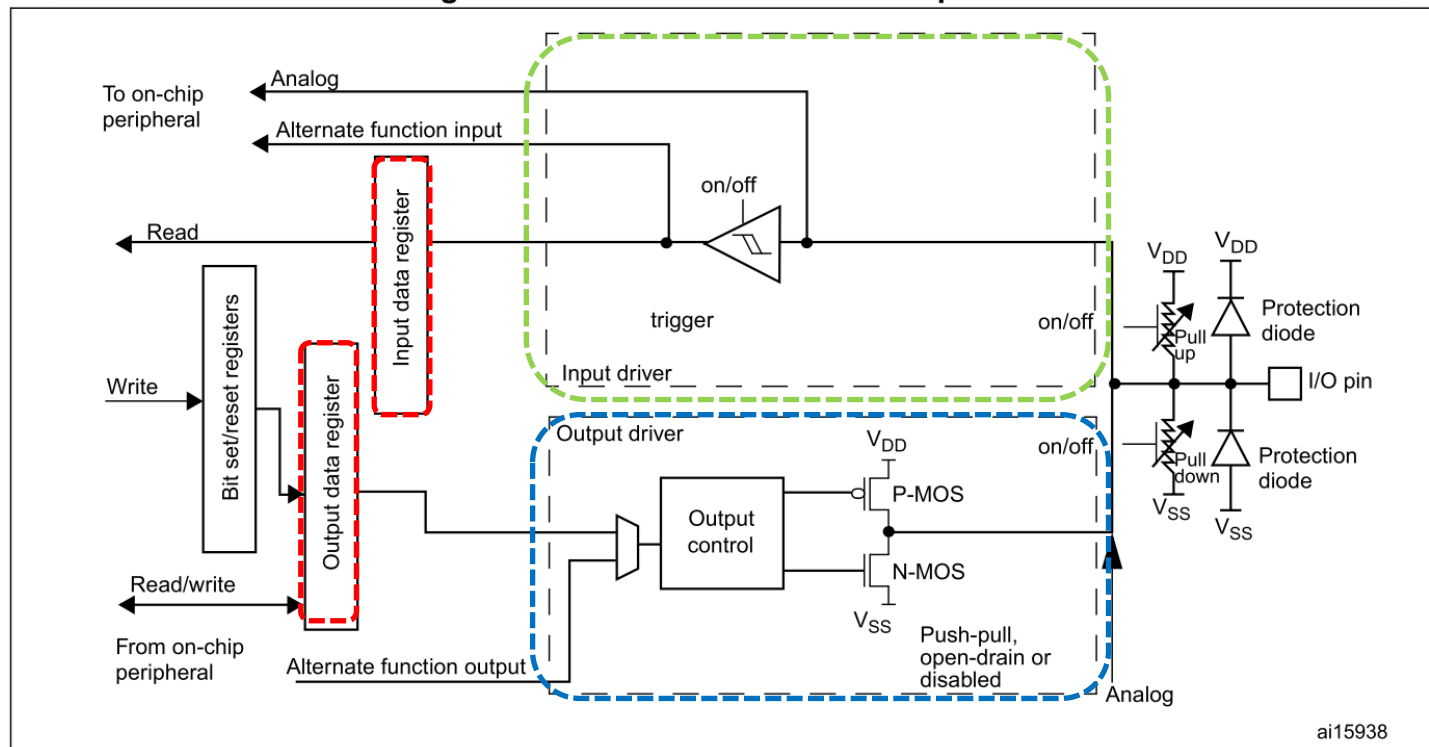 Analog
To on-chip
peripheral
Alternate function input
on/off
Input data register
Read
trigger
Input driver
on/off
VDD
VDD
Pull
up
Protection
diode
I/O pin
Bit set/reset registers
Write
Output data register
Output driver
VDD
on/off
P-MOS
Output
control
N-MOS
VSS
Pull
down
VSS
Protection
diode
VSS
Read/write
From on-chip
peripheral
Alternate function output
Push-pull,
open-drain or
disabled
Analog
ai15938